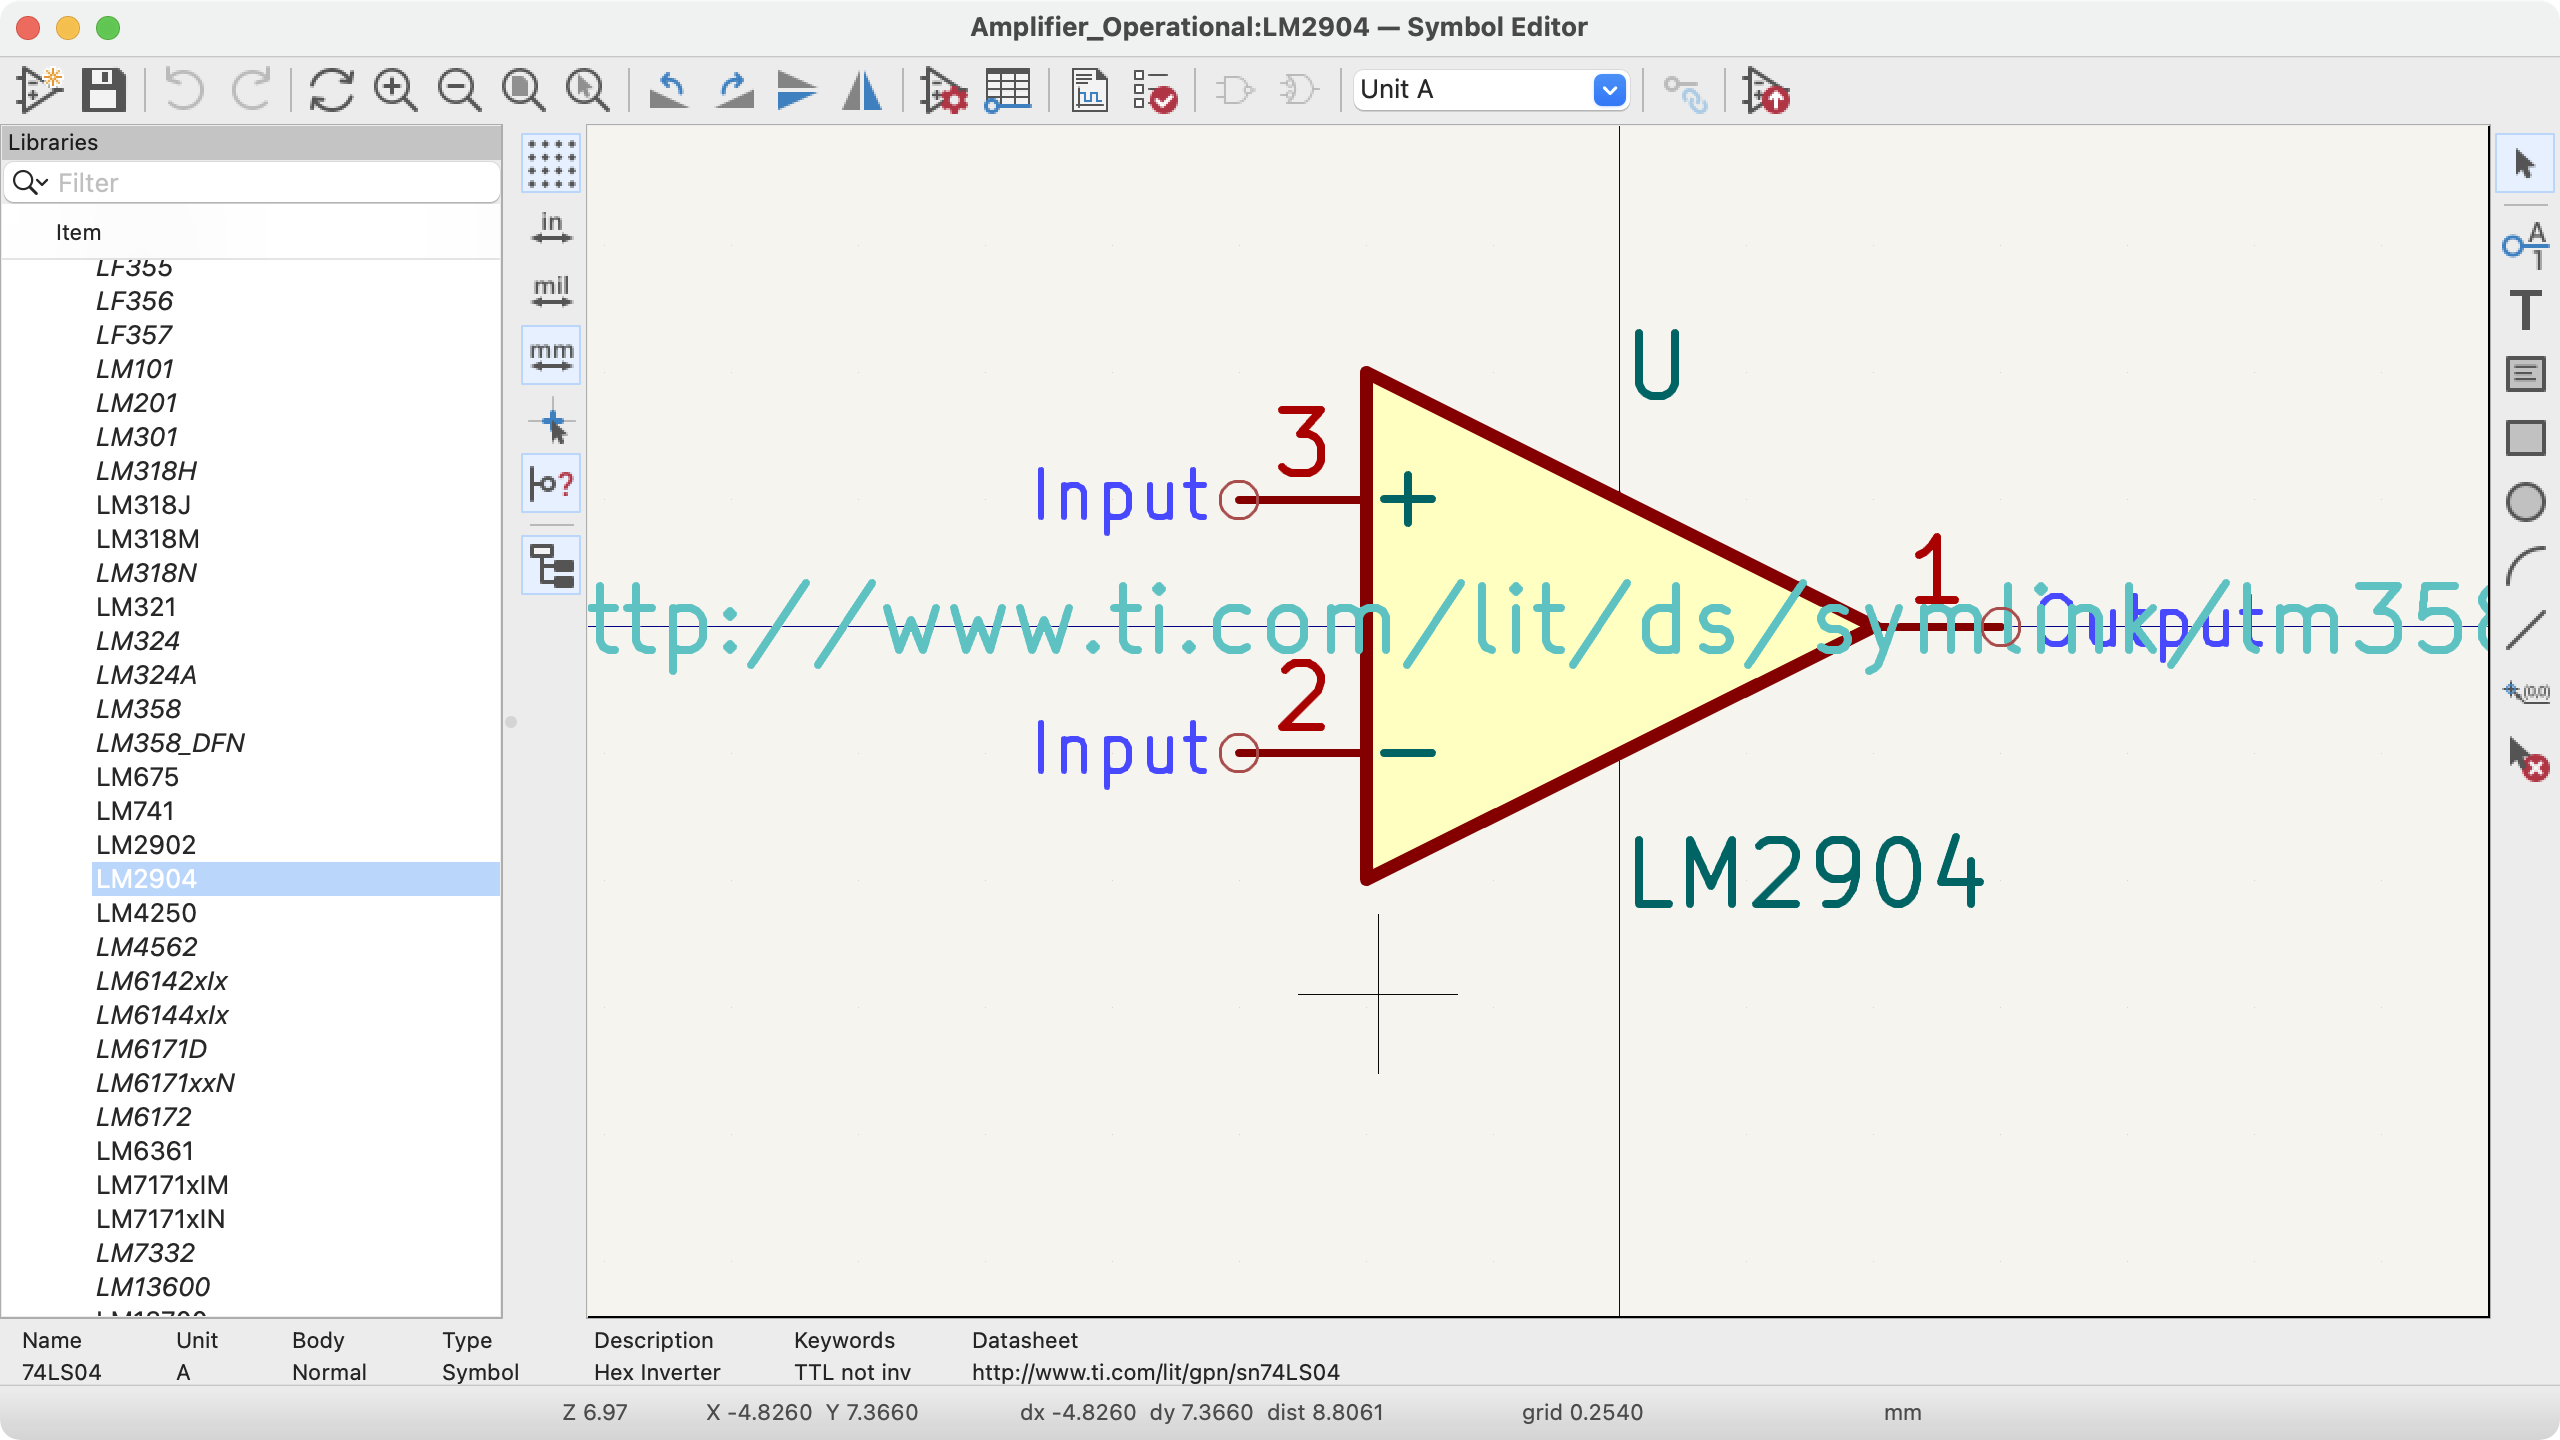 Amplifier_Operational:LM2904 — Symbol Editor
Unit A
Libraries
Filter
Item
LF355
LF356
LF357
LM101
LM201
LM301
LM318H
LM318J
LM318M
LM318N
LM321
LM324
LM324A
LM358
LM358_DFN
LM675
LM741
LM2902
LM2904
LM4250
LM4562
LM6142xIx
LM6144xIx
LM6171D
LM6171xxN
LM6172
LM6361
LM7171xIM
LM7171xIN
LM7332
LM13600
in
mil
mm
U
3
Input
+
1
ttp://www.ti.com/lit/ds/symlink/lm358
Output
2
Input
−
LM2904
A
1
T
(0,0)
Name Unit Body Type Description Keywords Datasheet
74LS04 A Normal Symbol Hex Inverter TTL not inv http://www.ti.com/lit/gpn/sn74LS04
Z 6.97 X -4.8260 Y 7.3660 dx -4.8260 dy 7.3660 dist 8.8061 grid 0.2540 mm